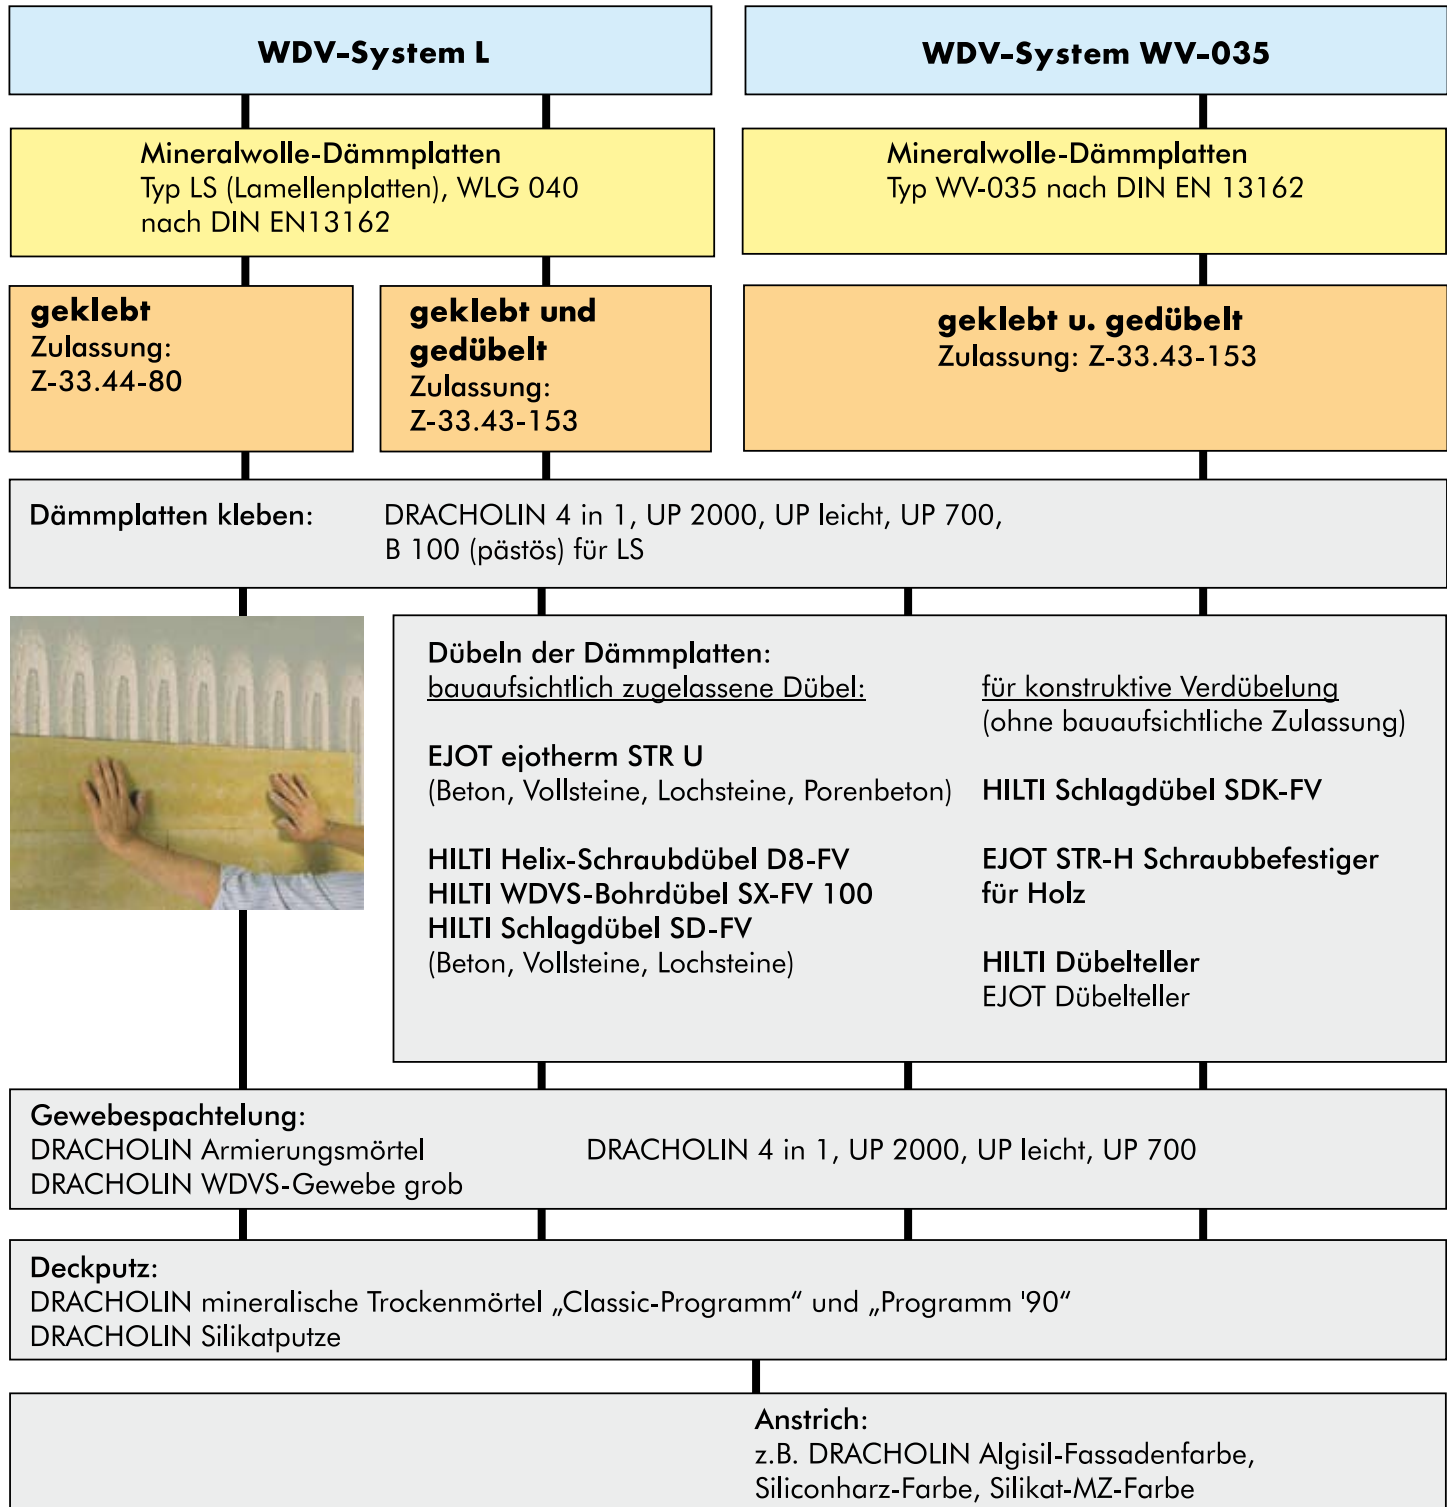 WDV-System L
WDV-System WV-035
Mineralwolle-Dämmplatten
Typ LS (Lamellenplatten), WLG 040
nach DIN EN13162
Mineralwolle-Dämmplatten
Typ WV-035 nach DIN EN 13162
geklebt
Zulassung:
Z-33.44-80
geklebt und
gedübelt
Zulassung:
Z-33.43-153
geklebt u. gedübelt
Zulassung: Z-33.43-153
Dämmplatten kleben: DRACHOLIN 4 in 1, UP 2000, UP leicht, UP 700,
B 100 (pästös) für LS
Dübeln der Dämmplatten:
bauaufsichtlich zugelassene Dübel:
EJOT ejotherm STR U
(Beton, Vollsteine, Lochsteine, Porenbeton)
HILTI Helix-Schraubdübel D8-FV
HILTI WDVS-Bohrdübel SX-FV 100
HILTI Schlagdübel SD-FV
(Beton, Vollsteine, Lochsteine)
für konstruktive Verdübelung
(ohne bauaufsichtliche Zulassung)
HILTI Schlagdübel SDK-FV
EJOT STR-H Schraubbefestiger
für Holz
HILTI Dübelteller
EJOT Dübelteller
Gewebespachtelung:
DRACHOLIN Armierungsmörtel DRACHOLIN 4 in 1, UP 2000, UP leicht, UP 700
DRACHOLIN WDVS-Gewebe grob
Deckputz:
DRACHOLIN mineralische Trockenmörtel „Classic-Programm“ und „Programm '90“
DRACHOLIN Silikatputze
Anstrich:
z.B. DRACHOLIN Algisil-Fassadenfarbe,
Siliconharz-Farbe, Silikat-MZ-Farbe